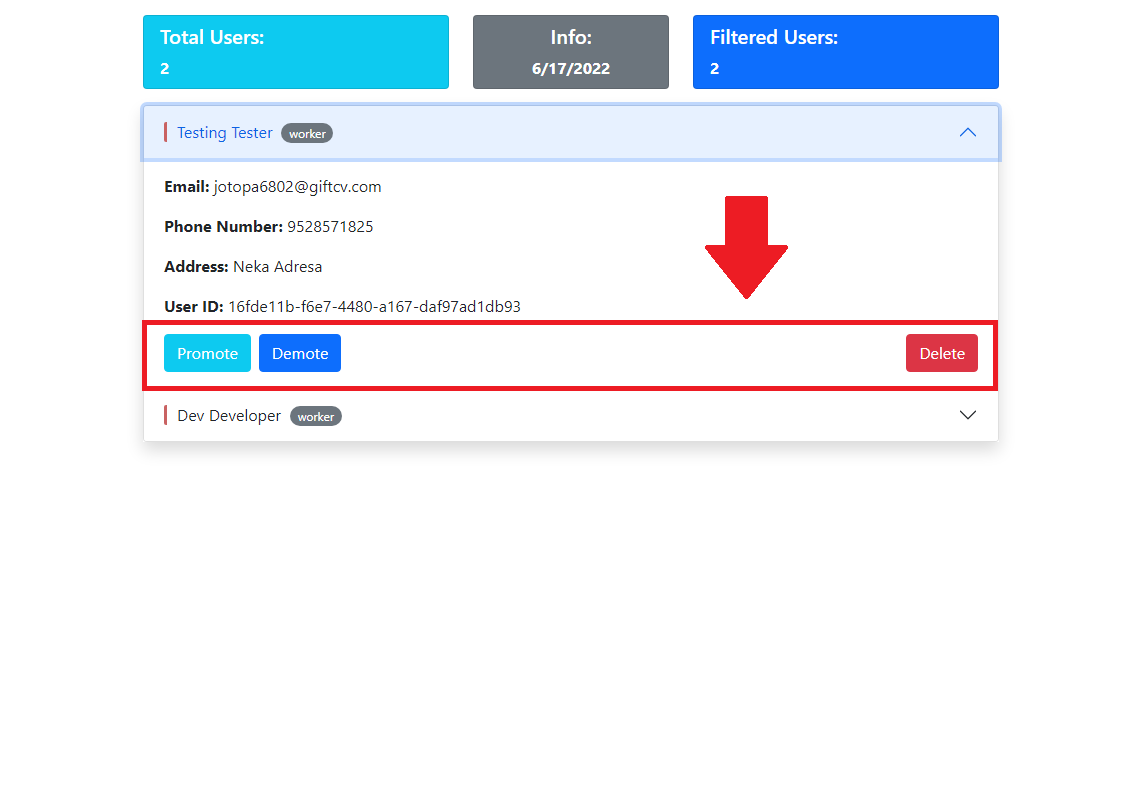 Total Users:
2
Info:
6/17/2022
Filtered Users:
2
Testing Tester worker
Email: jotopa6802@giftcv.com
Phone Number: 9528571825
Address: Neka Adresa
User ID: 16fde11b-f6e7-4480-a167-daf97ad1db93
Promote Demote Delete
Dev Developer worker